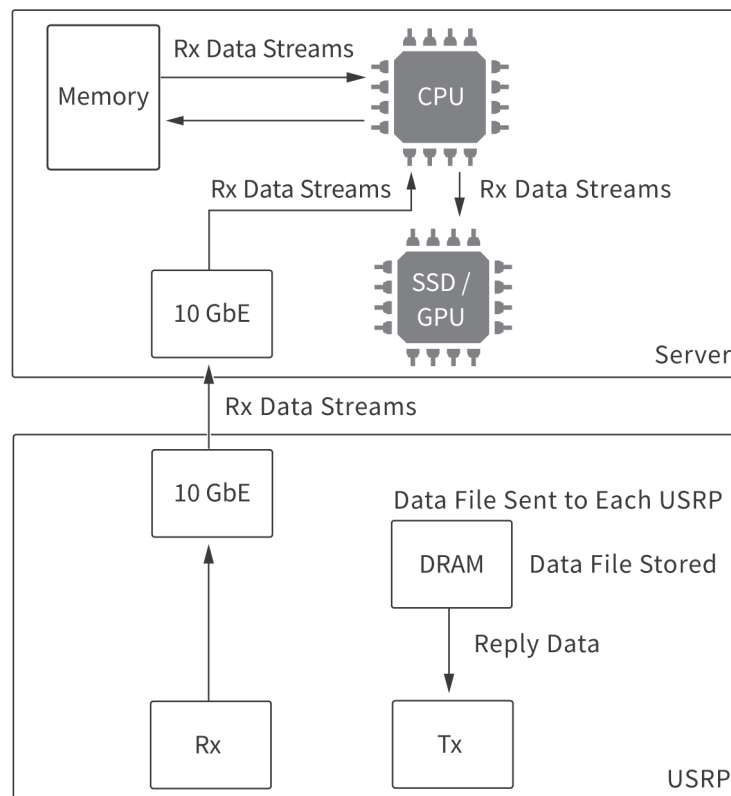 Rx Data Streams
Memory
CPU
Rx Data Streams
Rx Data Streams
10 GbE
SSD /
GPU
Server
Rx Data Streams
10 GbE
Data File Sent to Each USRP
DRAM
Data File Stored
Reply Data
Rx
Tx
USRP